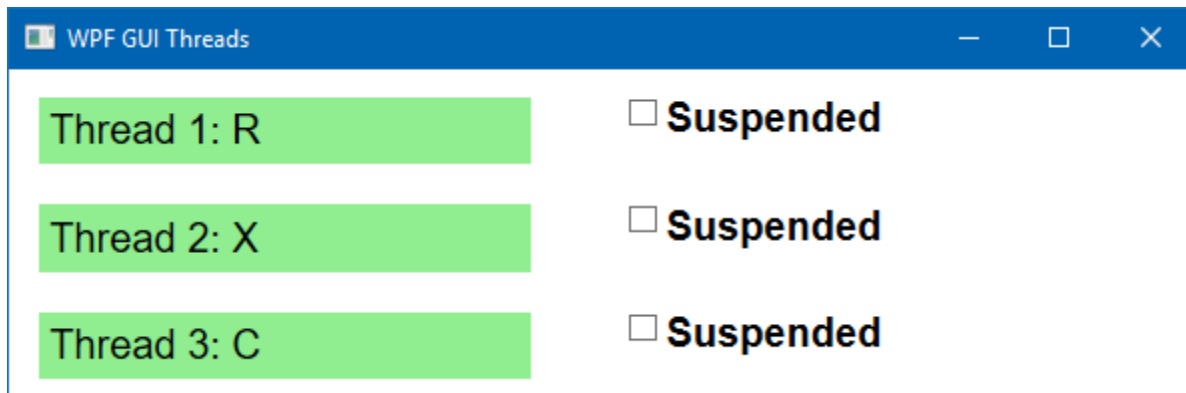 WPF GUI Threads
Thread 1: R Suspended
Thread 2: X Suspended
Thread 3: C Suspended